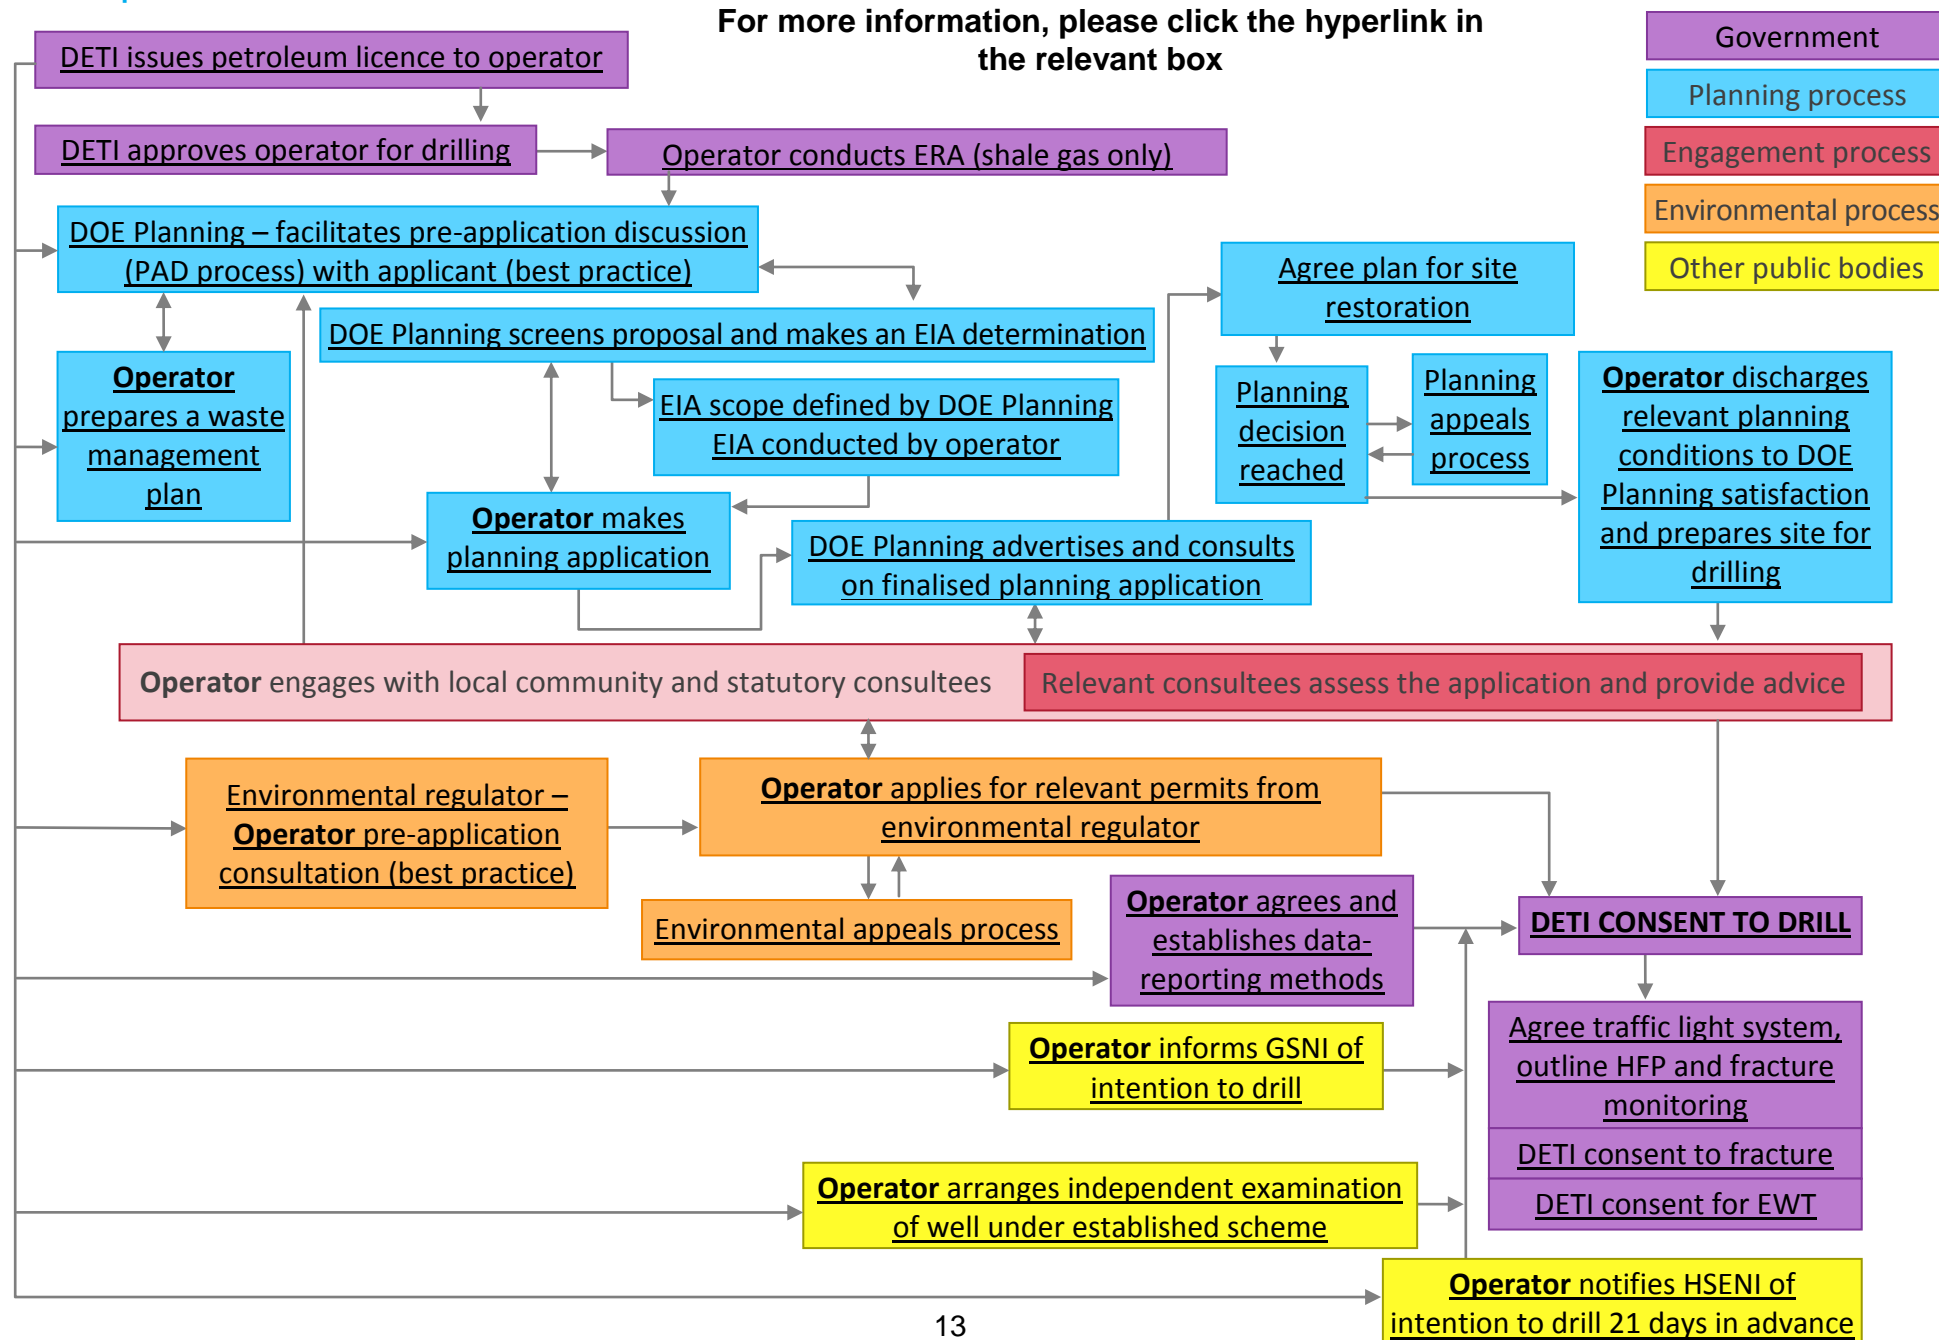 For more information, please click the hyperlink in
the relevant box
Government
Planning process
Engagement process
Environmental process
Other public bodies
DETI issues petroleum licence to operator
DETI approves operator for drilling
Operator conducts ERA (shale gas only)
DOE Planning – facilitates pre-application discussion
(PAD process) with applicant (best practice)
DOE Planning screens proposal and makes an EIA determination
Operator
prepares a waste
management
plan
EIA scope defined by DOE Planning
EIA conducted by operator
Operator makes
planning application
DOE Planning advertises and consults
on finalised planning application
Agree plan for site
restoration
Planning
decision
reached
Planning
appeals
process
Operator discharges
relevant planning
conditions to DOE
Planning satisfaction
and prepares site for
drilling
Operator engages with local community and statutory consultees
Relevant consultees assess the application and provide advice
Environmental regulator –
Operator pre-application
consultation (best practice)
Operator applies for relevant permits from
environmental regulator
Environmental appeals process
Operator agrees and
establishes data-
reporting methods
DETI CONSENT TO DRILL
Operator informs GSNI of
intention to drill
Agree traffic light system,
outline HFP and fracture
monitoring
DETI consent to fracture
DETI consent for EWT
Operator arranges independent examination
of well under established scheme
Operator notifies HSENI of
intention to drill 21 days in advance
13